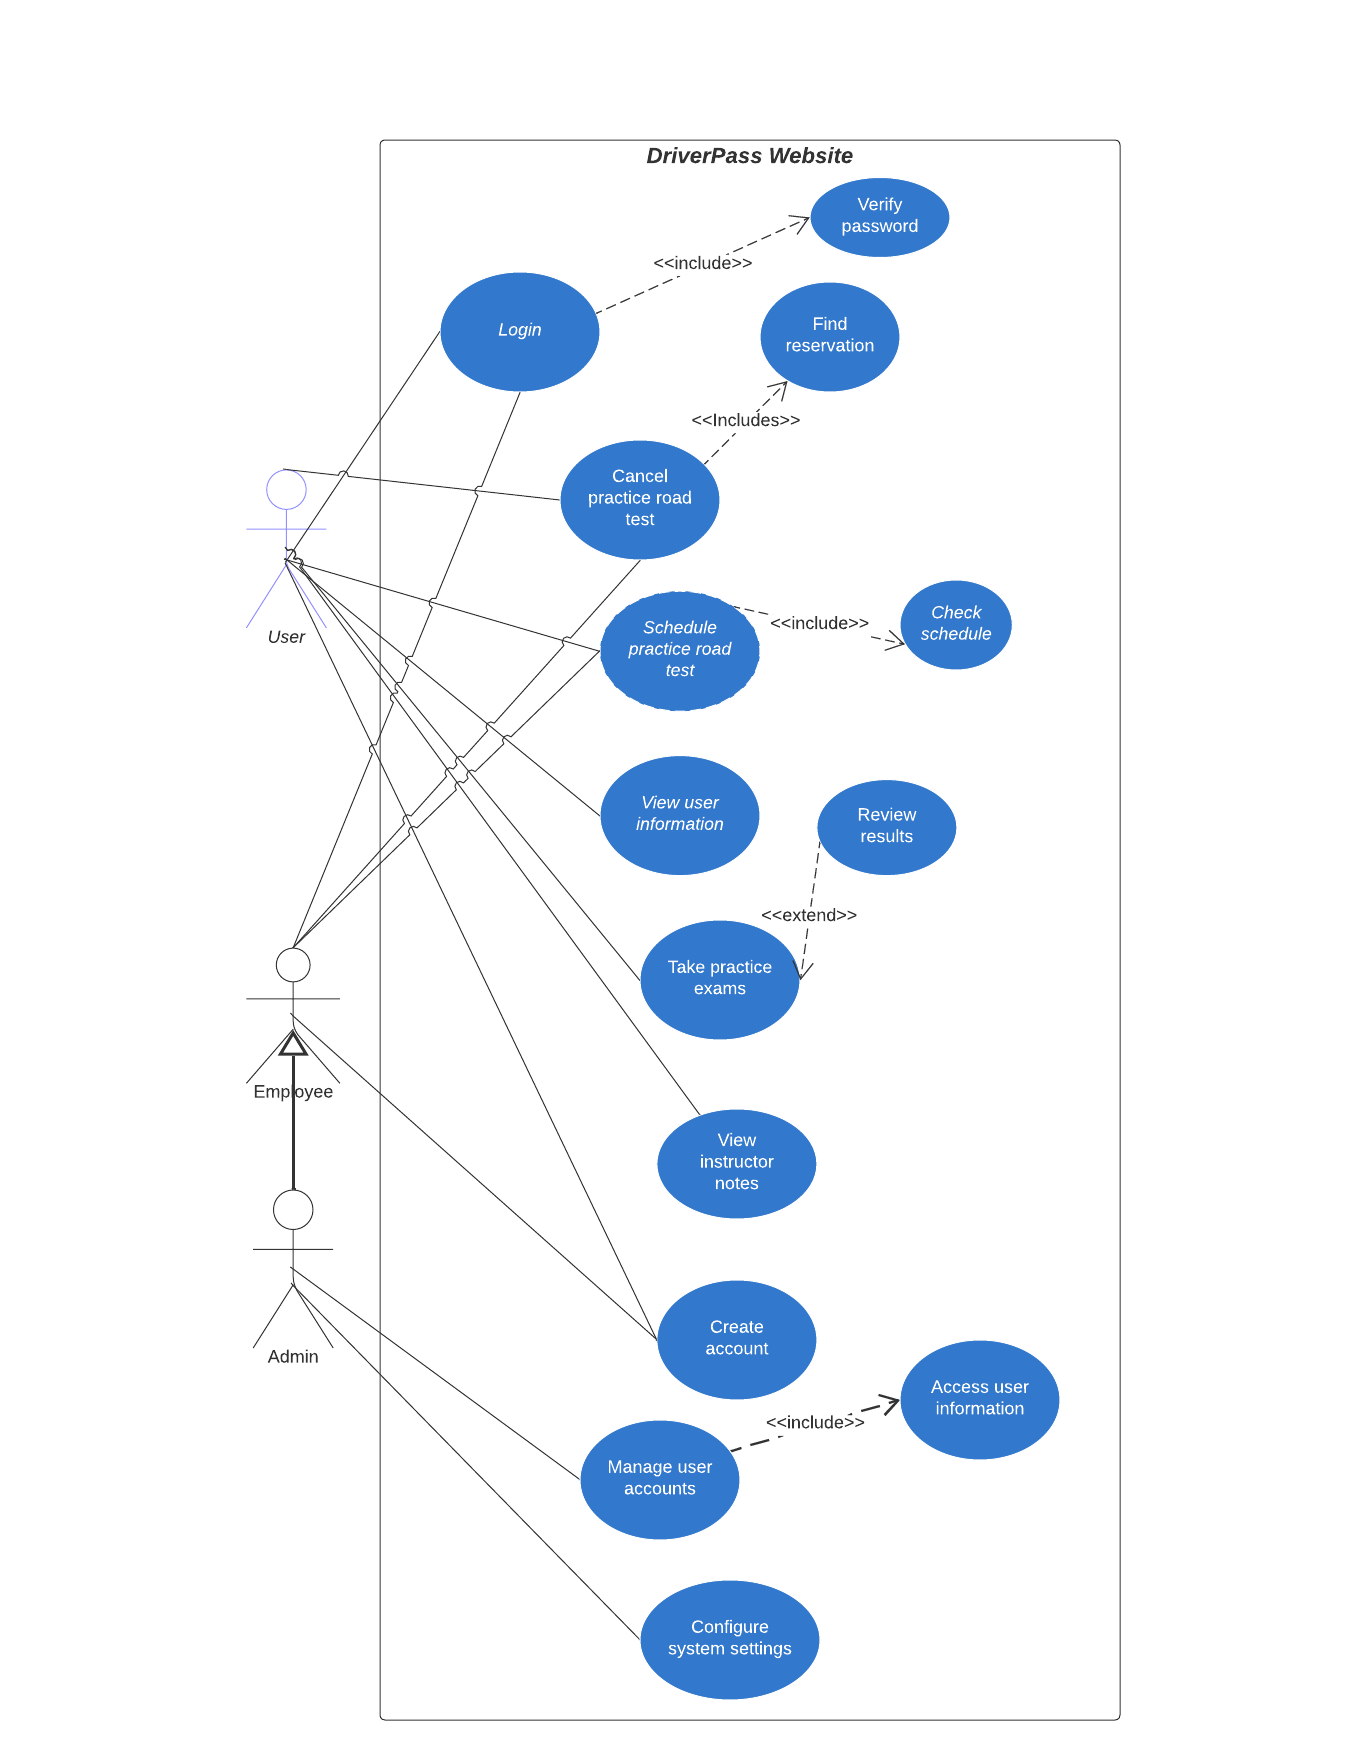 DriverPass Website
Verify
password
<<include>>
Login
Find
reservation
<<Includes>>
Cancel
practice road
test
User
Schedule
practice road
test
<<include>>
Check
schedule
View user
information
Review
results
<<extend>>
Take practice
exams
Employee
View
instructor
notes
Create
account
Admin
Access user
information
<<include>>
Manage user
accounts
Configure
system settings